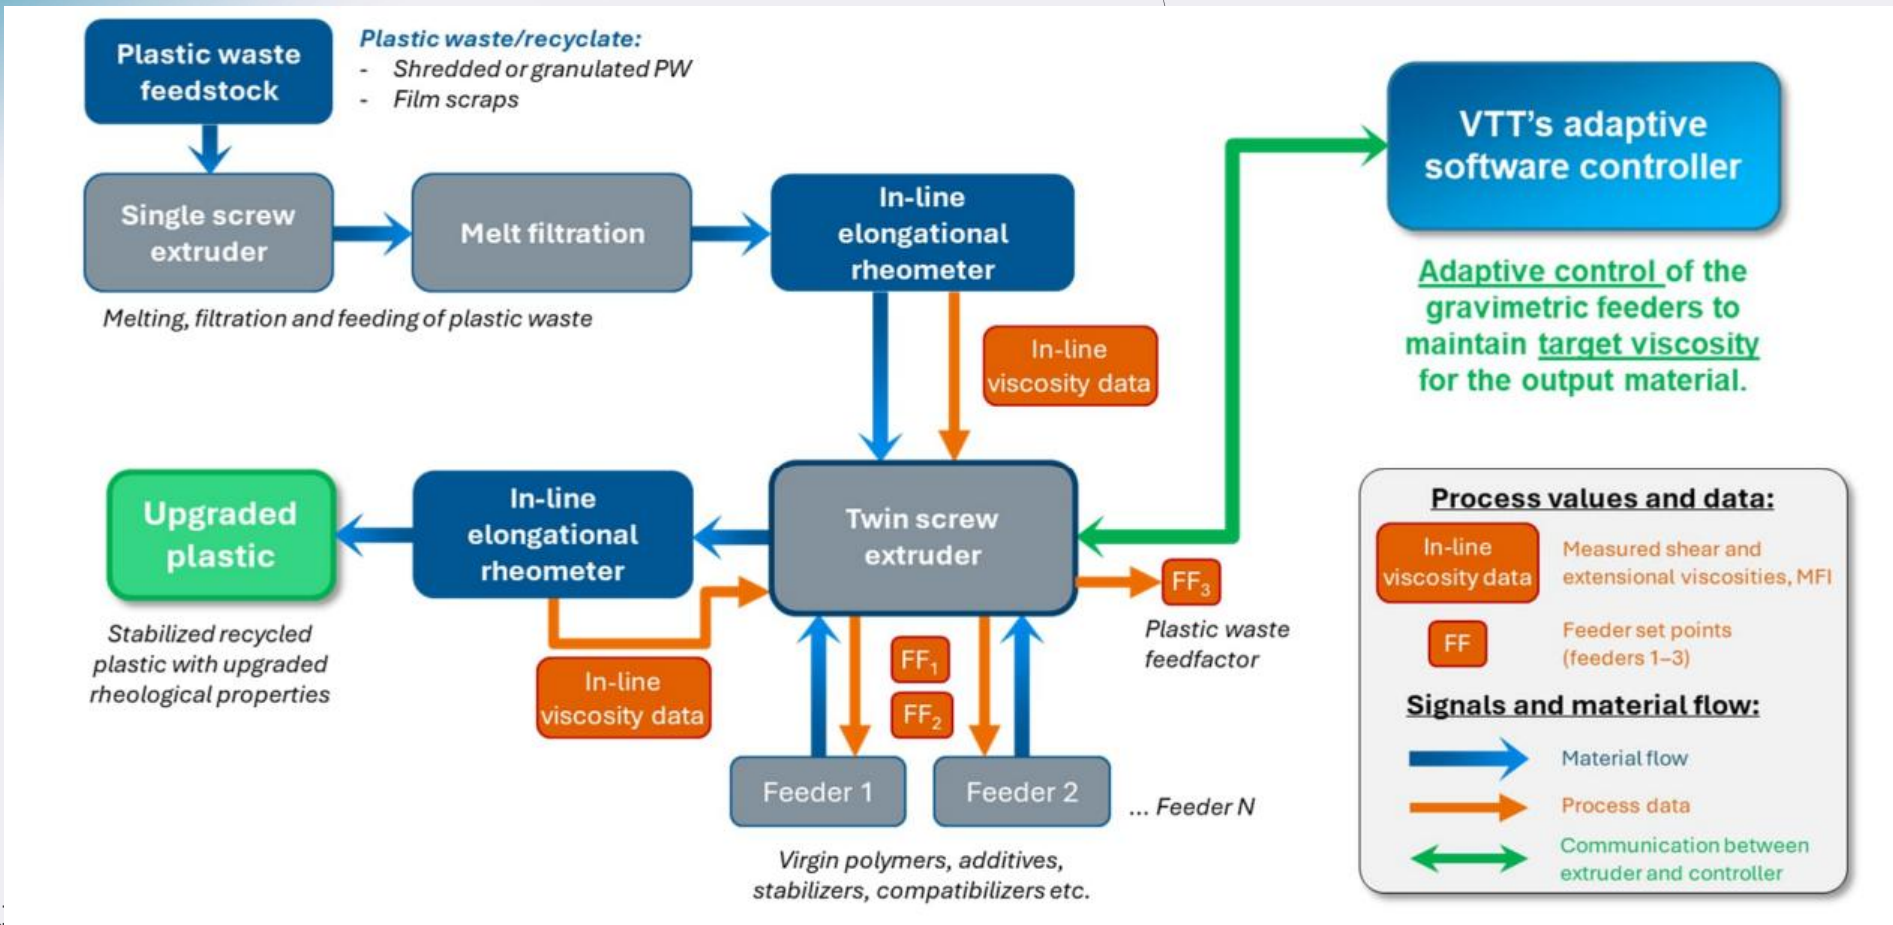 Plastic waste
feedstock
Plastic waste/recyclate:
- Shredded or granulated PW
- Film scraps
Single screw
extruder
Melt filtration
In-line
elongational
rheometer
Melting, filtration and feeding of plastic waste
In-line
viscosity data
VTT’s adaptive
software controller
Adaptive control of the
gravimetric feeders to
maintain target viscosity
for the output material.
Upgraded
plastic
Stabilized recycled
plastic with upgraded
rheological properties
In-line
elongational
rheometer
In-line
viscosity data
Twin screw
extruder
FF₃
Plastic waste
feedfactor
FF₁
FF₂
Feeder 1
Feeder 2
... Feeder N
Virgin polymers, additives,
stabilizers, compatibilizers etc.
Process values and data:
In-line
viscosity data
Measured shear and
extensional viscosities, MFI
FF
Feeder set points
(feeders 1–3)
Signals and material flow:
Material flow
Process data
Communication between
extruder and controller